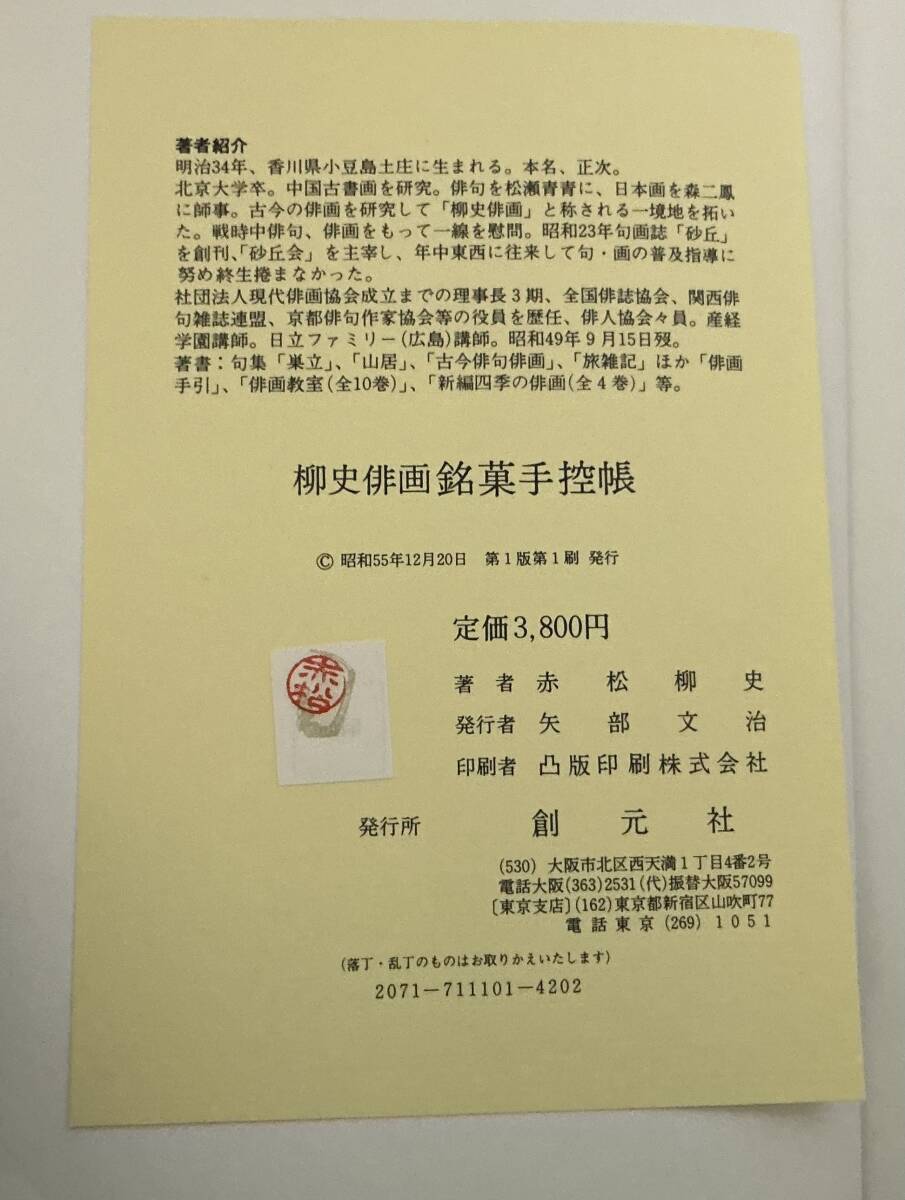 著者紹介
明治34年、香川県小豆島土庄に生まれる。本名、正次。
北京大学卒。中国古書画を研究。俳句を松瀬青青に、日本画を森二鳳
に師事。古今の俳画を研究して「柳史俳画」と称される一境地を拓い
た。戦時中俳句、俳画をもって一線を慰問。昭和23年句画誌「砂丘」
を創刊、「砂丘会」を主宰し、年中東西に往来して句・画の普及指導に
努め終生捲まなかった。
社団法人現代俳画協会成立までの理事長3期、全国俳誌協会、関西俳
句雑誌連盟、京都俳句作家協会等の役員を歴任、俳人協会々員。産経
学園講師。日立ファミリー(広島)講師。昭和49年9月15日歿。
著書：句集「巣立」、「山居」、「古今俳句俳画」、「旅雑記」ほか「俳画
手引」、「俳画教室(全10巻)」、「新編四季の俳画(全4巻)」等。
柳史俳画銘菓手控帳
© 昭和55年12月20日 第1版第1刷 発行
定価3,800円
赤松
著者 赤松柳史
発行者 矢部文治
印刷者 凸版印刷株式会社
発行所 創元社
(530) 大阪市北区西天満1丁目4番2号
電話大阪(363)2531(代)振替大阪57099
〔東京支店〕(162)東京都新宿区山吹町77
電話東京(269)1051
(落丁・乱丁のものはお取りかえいたします)
2071-711101-4202